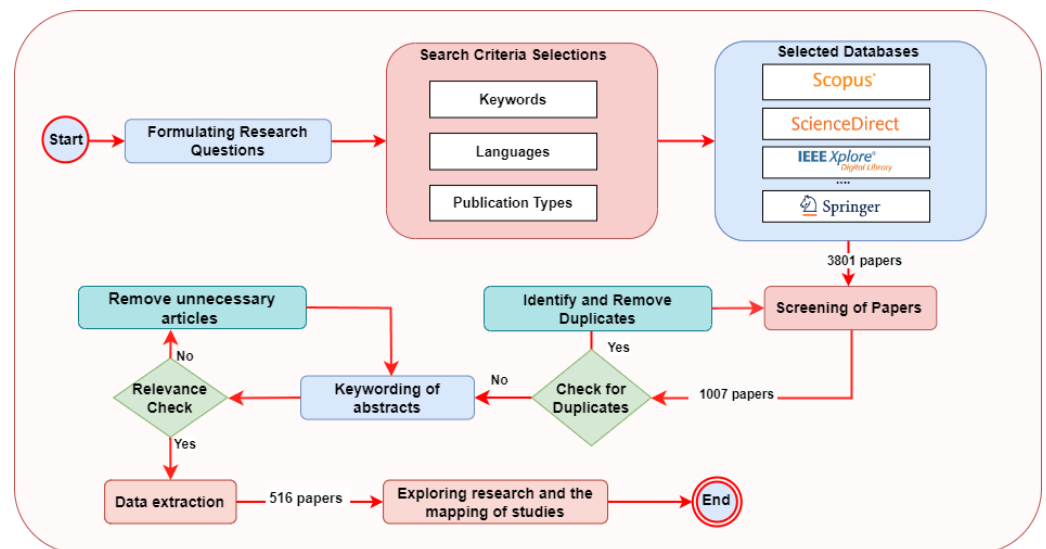 Search Criteria Selections
Keywords
Languages
Publication Types
Selected Databases
Scopus®
ScienceDirect
IEEE Xplore®
Digital Library
....
Springer
Start
Formulating Research
Questions
3801 papers
Remove unnecessary
articles
Identify and Remove
Duplicates
Screening of Papers
Yes
No
Relevance
Check
Keywording of
abstracts
No
Check for
Duplicates
1007 papers
Yes
Data extraction
516 papers
Exploring research and the
mapping of studies
End